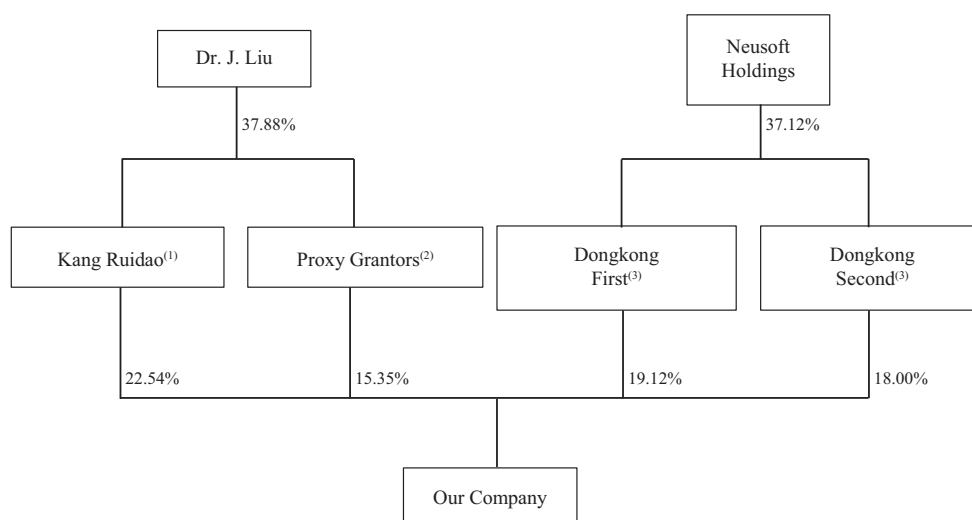 Dr. J. Liu
Neusoft
Holdings
37.88%
37.12%
Kang Ruidao(1)
Proxy Grantors(2)
Dongkong
First(3)
Dongkong
Second(3)
22.54%
15.35%
19.12%
18.00%
Our Company